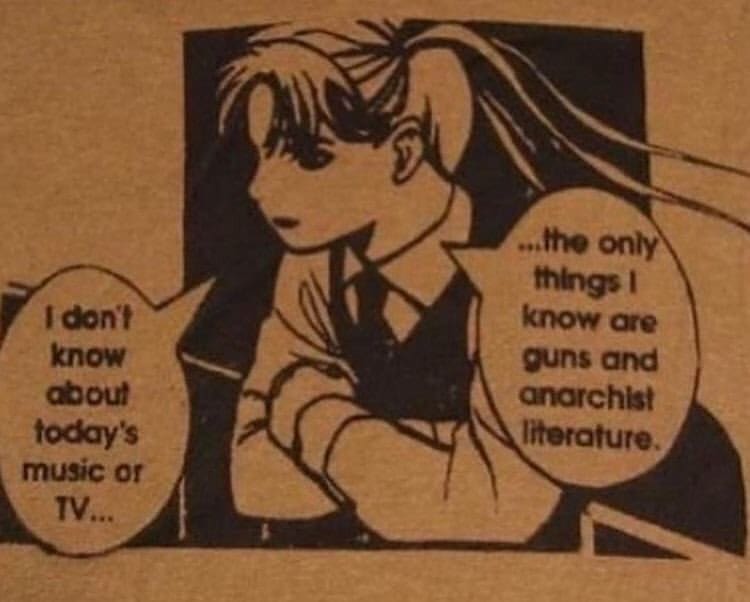 I don't
know
about
today's
music or
TV...
...the only
things I
know are
guns and
anarchist
literature.